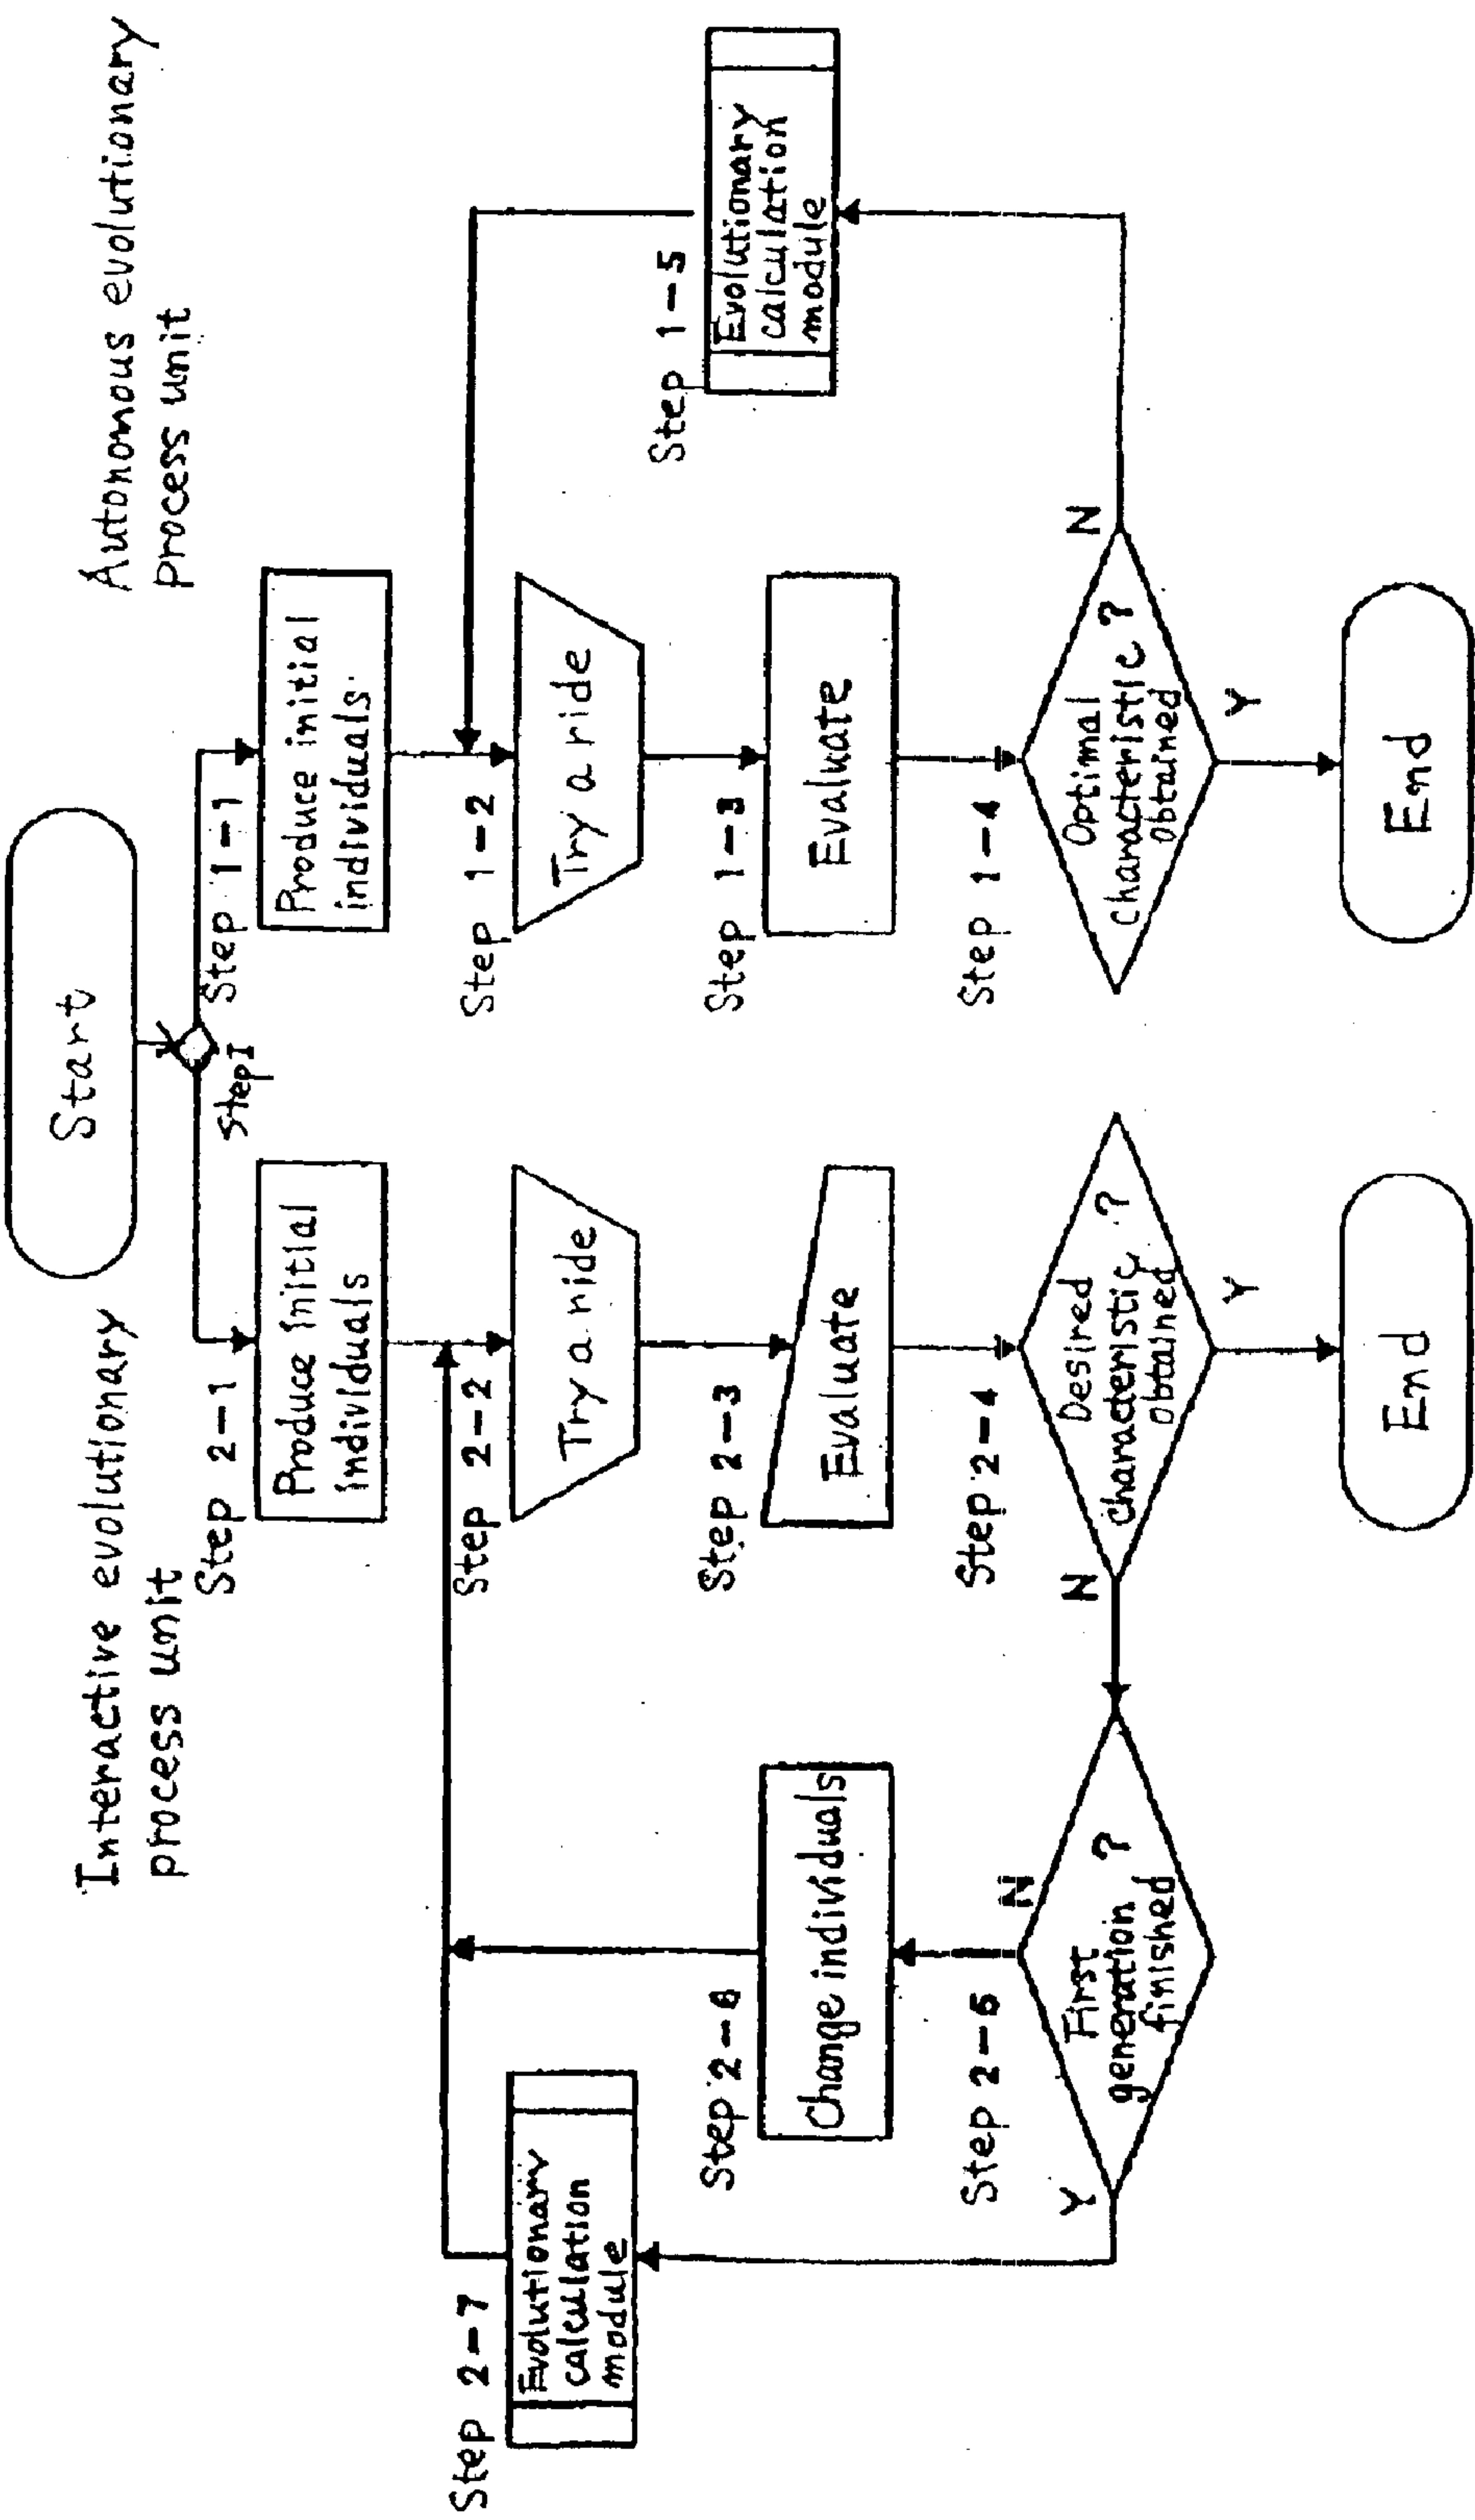 Start
Step1
Interactive evolutionary
process unit
Step 2-1
Produce initial
individuals
Step 2-2
Try a ride
Step 2-3
Evaluate
Step 2-4
Desired
characteristic ?
obtained
N
Y
End
Step 2-5
First
generation ?
finished
N
Y
Step 2-6
Change individuals
Step 2-7
Evolutionary
calculation
module
Autonomous evolutionary
process unit
Step 1-1
Produce initial
individuals
Step 1-2
Try a ride
Step 1-3
Evaluate
Step 1-4
Optimal
characteristic ?
obtained
N
Y
End
Step 1-5
Evolutionary
calculation
module